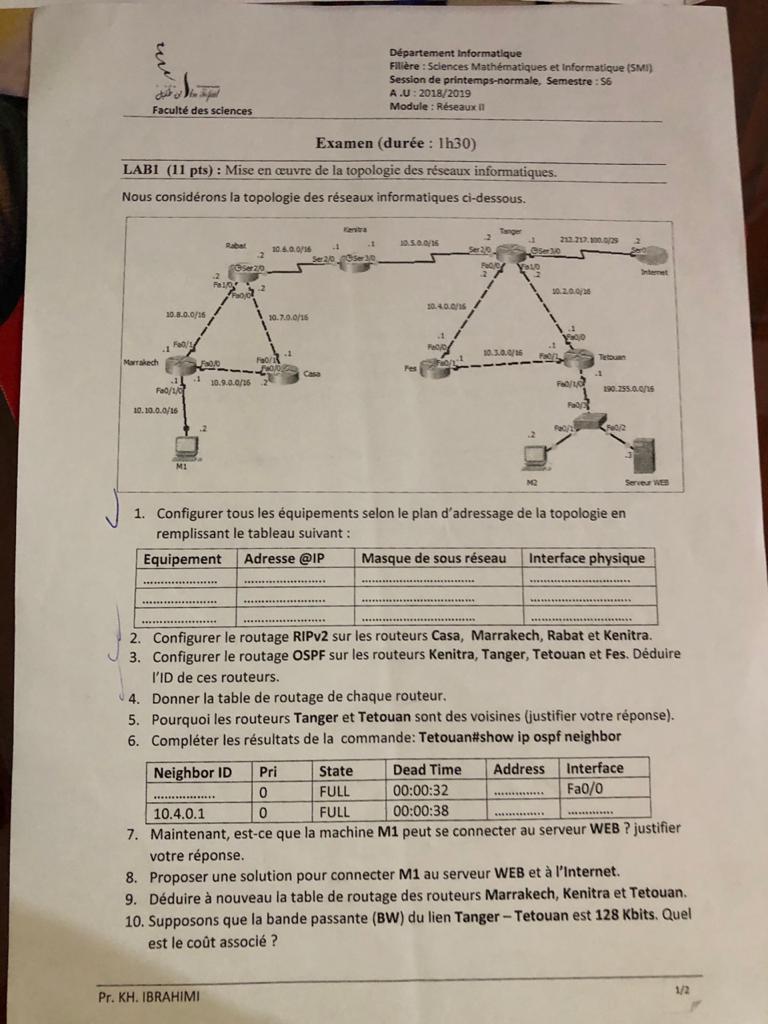 Département Informatique
Filière : Sciences Mathématiques et Informatique (SMI)
Session de printemps-normale, Semestre : S6
A .U : 2018/2019
Module : Réseaux II
Faculté des sciences
Examen (durée : 1h30)
LAB1 (11 pts) : Mise en œuvre de la topologie des réseaux informatiques.
Nous considérons la topologie des réseaux informatiques ci-dessous.
Kenitra
Tanger
Rabat
.2
10.6.0.0/16
.1
.1
10.5.0.0/16
.2
.1
212.217.100.0/29
.2
Ser2/0
Ser2/0
Ser3/0
Ser2/0
Ser3/0
Ser0
Internet
.2
Fa1/0
Fa0/0
.2
Fa0/0
.2
Fa1/0
.2
10.8.0.0/16
10.7.0.0/16
10.4.0.0/16
10.2.0.0/16
.1
Fa0/1
.1
.1
Fa0/0
.1
Fa0/0
Marrakech
Fa0/0
Fa0/1
Fa0/0
Casa
Fes
Fa0/1
.1
10.3.0.0/16
Fa0/1
Tetouan
.1
.1
10.9.0.0/16
.2
Fa0/1/0
.1
Fa0/1/0
190.255.0.0/16
10.10.0.0/16
Fa0/3
.2
Fa0/1
Fa0/2
.2
.3
M1
M2
Serveur WEB
1. Configurer tous les équipements selon le plan d'adressage de la topologie en
remplissant le tableau suivant :
Equipement Adresse @IP Masque de sous réseau Interface physique
..................... ....................... ................................ ............................
..................... ....................... ................................ ............................
..................... ....................... ................................ ............................
2. Configurer le routage RIPv2 sur les routeurs Casa, Marrakech, Rabat et Kenitra.
3. Configurer le routage OSPF sur les routeurs Kenitra, Tanger, Tetouan et Fes. Déduire
l'ID de ces routeurs.
4. Donner la table de routage de chaque routeur.
5. Pourquoi les routeurs Tanger et Tetouan sont des voisines (justifier votre réponse).
6. Compléter les résultats de la commande: Tetouan#show ip ospf neighbor
Neighbor ID Pri State Dead Time Address Interface
................. 0 FULL 00:00:32 .............. Fa0/0
10.4.0.1 0 FULL 00:00:38 .............. .............
7. Maintenant, est-ce que la machine M1 peut se connecter au serveur WEB ? justifier
votre réponse.
8. Proposer une solution pour connecter M1 au serveur WEB et à l'Internet.
9. Déduire à nouveau la table de routage des routeurs Marrakech, Kenitra et Tetouan.
10. Supposons que la bande passante (BW) du lien Tanger – Tetouan est 128 Kbits. Quel
est le coût associé ?
Pr. KH. IBRAHIMI
1/2